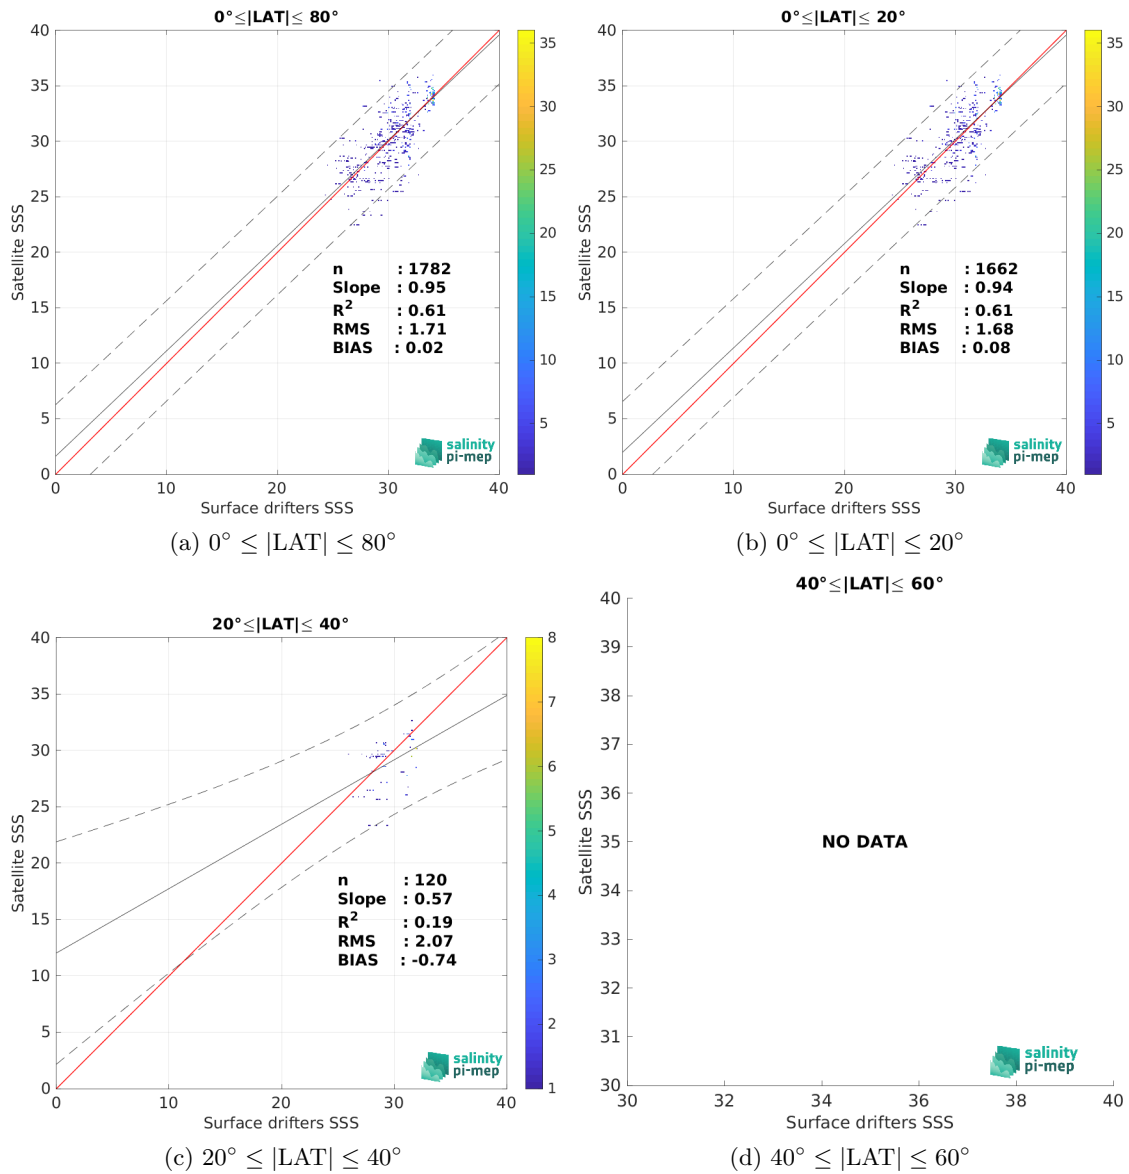 0°≤|LAT|≤ 80°
40
35
30
25
20
15
10
5
0
Satellite SSS
0
10
20
30
40
Surface drifters SSS
n : 1782
Slope : 0.95
R² : 0.61
RMS : 1.71
BIAS : 0.02
salinity
pi-mep
35
30
25
20
15
10
5
(a) 0° ≤ |LAT| ≤ 80°
0°≤|LAT|≤ 20°
40
35
30
25
20
15
10
5
0
Satellite SSS
0
10
20
30
40
Surface drifters SSS
n : 1662
Slope : 0.94
R² : 0.61
RMS : 1.68
BIAS : 0.08
salinity
pi-mep
35
30
25
20
15
10
5
(b) 0° ≤ |LAT| ≤ 20°
20°≤|LAT|≤ 40°
40
35
30
25
20
15
10
5
0
Satellite SSS
0
10
20
30
40
Surface drifters SSS
n : 120
Slope : 0.57
R² : 0.19
RMS : 2.07
BIAS : -0.74
salinity
pi-mep
8
7
6
5
4
3
2
1
(c) 20° ≤ |LAT| ≤ 40°
40°≤|LAT|≤ 60°
40
39
38
37
36
35
34
33
32
31
30
Satellite SSS
NO DATA
30
32
34
36
38
40
Surface drifters SSS
salinity
pi-mep
(d) 40° ≤ |LAT| ≤ 60°